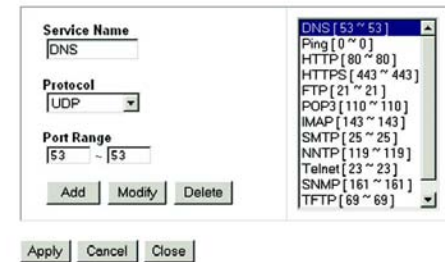 Service Name
DNS
Protocol
UDP
Port Range
53 ~ 53
Add Modify Delete
DNS [ 53 ~ 53 ]
Ping [ 0 ~ 0 ]
HTTP [ 80 ~ 80 ]
HTTPS [ 443 ~ 443 ]
FTP [ 21 ~ 21 ]
POP3 [ 110 ~ 110 ]
IMAP [ 143 ~ 143 ]
SMTP [ 25 ~ 25 ]
NNTP [ 119 ~ 119 ]
Telnet [ 23 ~ 23 ]
SNMP [ 161 ~ 161 ]
TFTP [ 69 ~ 69 ]
Apply Cancel Close